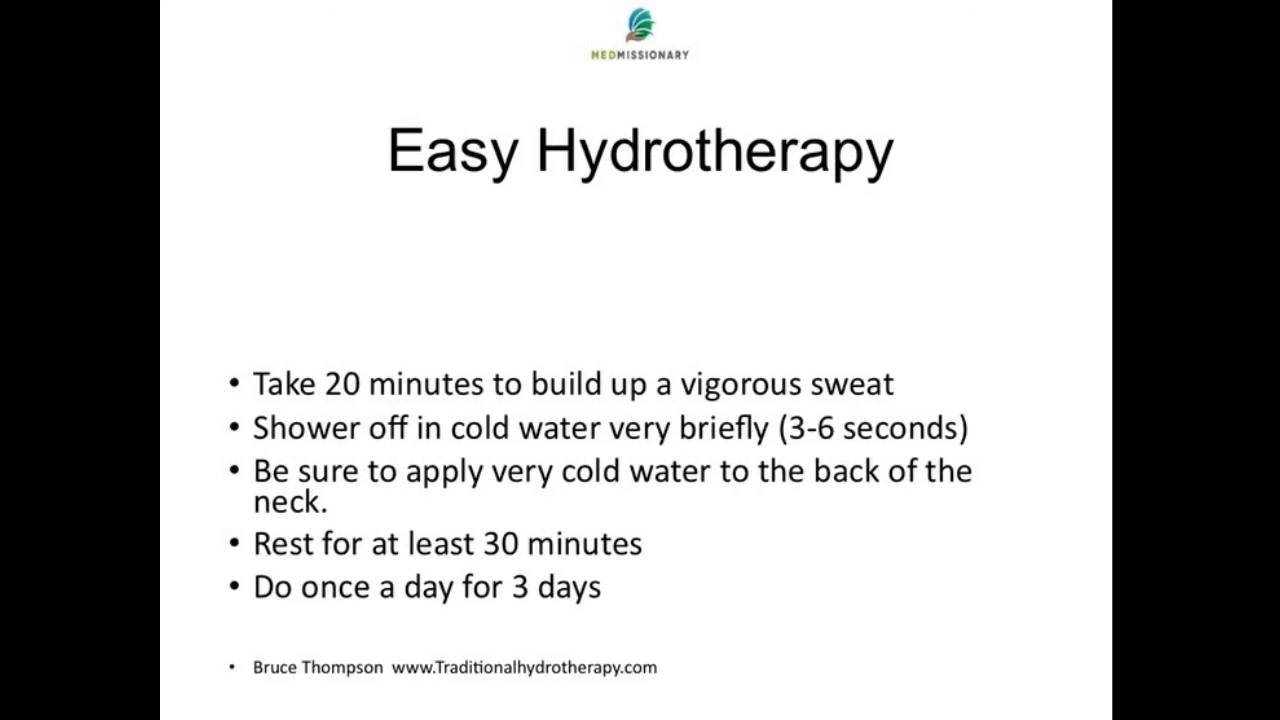 MEDMISSIONARY
Easy Hydrotherapy
• Take 20 minutes to build up a vigorous sweat
• Shower off in cold water very briefly (3-6 seconds)
• Be sure to apply very cold water to the back of the
neck.
• Rest for at least 30 minutes
• Do once a day for 3 days
• Bruce Thompson  www.Traditionalhydrotherapy.com